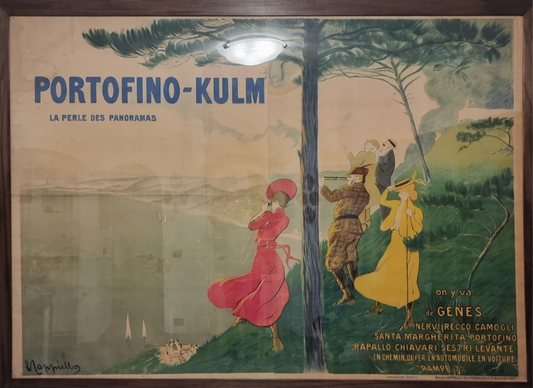 PORTOFINO-KULM
LA PERLE DES PANORAMAS
on y va
de GÊNES
NERVI RECCO, CAMOGLI
SANTA MARGHERITA, PORTOFINO
RAPALLO CHIAVARI SESTRI LEVANTE
EN CHEMIN DE FER, EN AUTOMOBILE, EN VOITURE